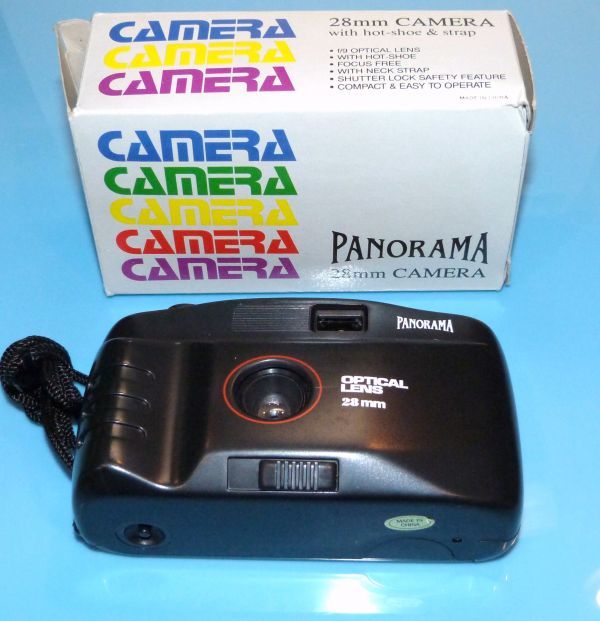 CAMERA
CAMERA
CAMERA
28mm CAMERA
with hot-shoe & strap
• f/9 OPTICAL LENS
• WITH HOT-SHOE
• FOCUS FREE
• WITH NECK STRAP
• SHUTTER LOCK SAFETY FEATURE
• COMPACT & EASY TO OPERATE
MADE IN CHINA
CAMERA
CAMERA
CAMERA
CAMERA
CAMERA
PANORAMA
28mm CAMERA
PANORAMA
OPTICAL
LENS
28mm
MADE IN
CHINA